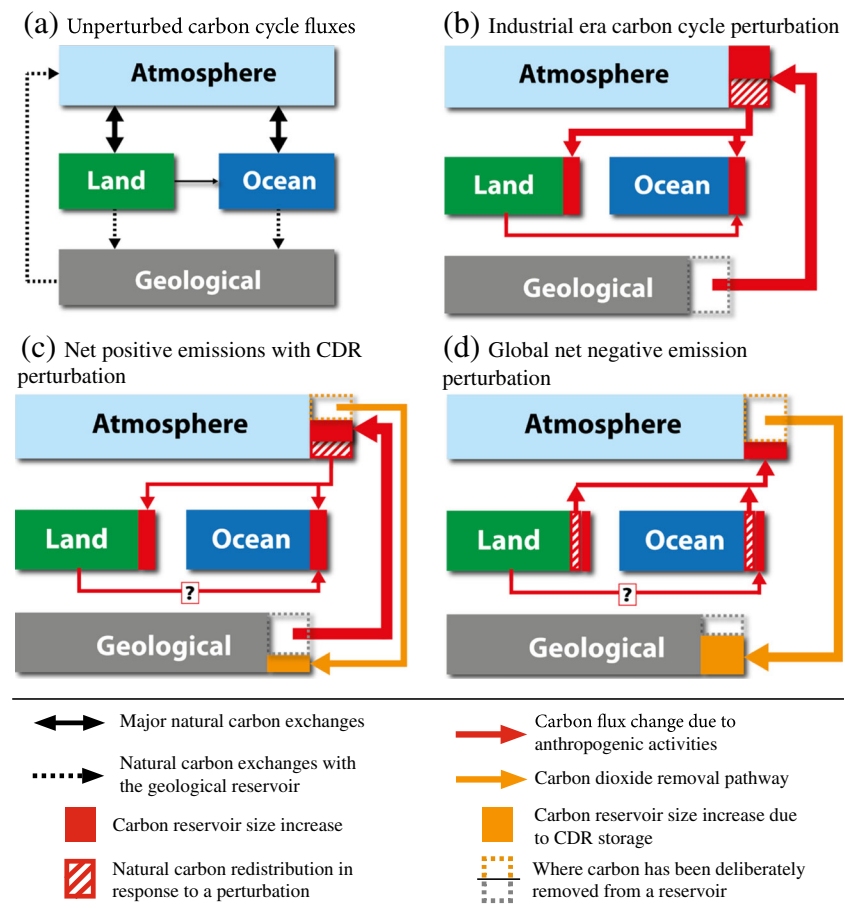 (a) Unperturbed carbon cycle fluxes
Atmosphere
Land
Ocean
Geological
(b) Industrial era carbon cycle perturbation
Atmosphere
Land
Ocean
Geological
(c) Net positive emissions with CDR
perturbation
Atmosphere
Land
Ocean
?
Geological
(d) Global net negative emission
perturbation
Atmosphere
Land
Ocean
?
Geological
Major natural carbon exchanges
Natural carbon exchanges with
the geological reservoir
Carbon reservoir size increase
Natural carbon redistribution in
response to a perturbation
Carbon flux change due to
anthropogenic activities
Carbon dioxide removal pathway
Carbon reservoir size increase due
to CDR storage
Where carbon has been deliberately
removed from a reservoir